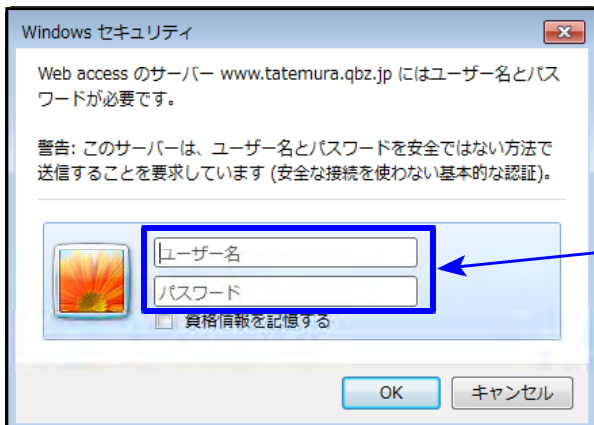 Windows セキュリティ
Web access のサーバー www.tatemura.qbz.jp にはユーザー名とパス
ワードが必要です。
警告: このサーバーは、ユーザー名とパスワードを安全ではない方法で
送信することを要求しています (安全な接続を使わない基本的な認証)。
ユーザー名
パスワード
資格情報を記憶する
OK
キャンセル